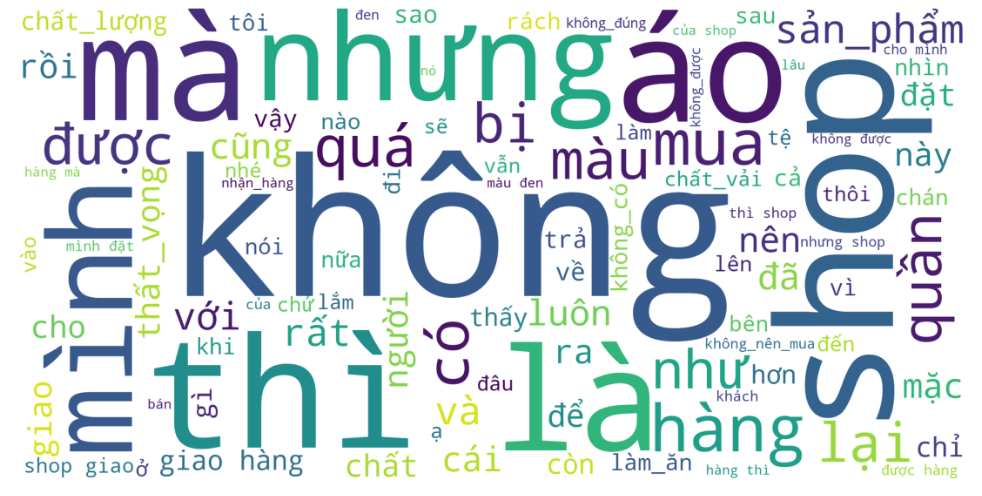 chất_lượng
tôi
đen
sao
rách
không_đúng
sau
của shop
sản_phẩm
cho mình
rồi
mà
nhưng
nó
áo
lâu
nhìn
đặt
được
vậy
nào
sẽ
bị
làm
không_được
mua
tệ
không được
shop
này
cũng
nhé
quá
vẫn
màu
chất_vải
cả
hàng mà
nhận_hàng
đi
màu đen
thôi
chán
mình
không
thì shop
quần
vào
mình đặt
thất_vọng
nói
nữa
trả
về
không_có
nên
nhưng shop
lên
đã
vì
của
chứ
lắm
với
rất
người
có
thấy
luôn
bên
cho
khi
thì
là
ra
như
không_nên_mua
đến
hơn
mặc
giao
bán
gì
đâu
và
để
hàng
khách
ạ
lại
chỉ
shop giao
ở
giao hàng
chất
cái
còn
làm_ăn
hàng thì
được hàng